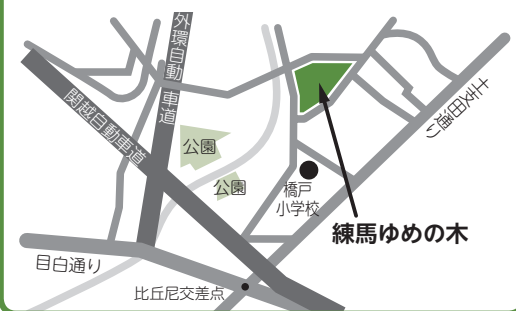 外環自動車道
関越自動車道
土支田通り
公園
公園
橋戸
小学校
練馬ゆめの木
目白通り
比丘尼交差点